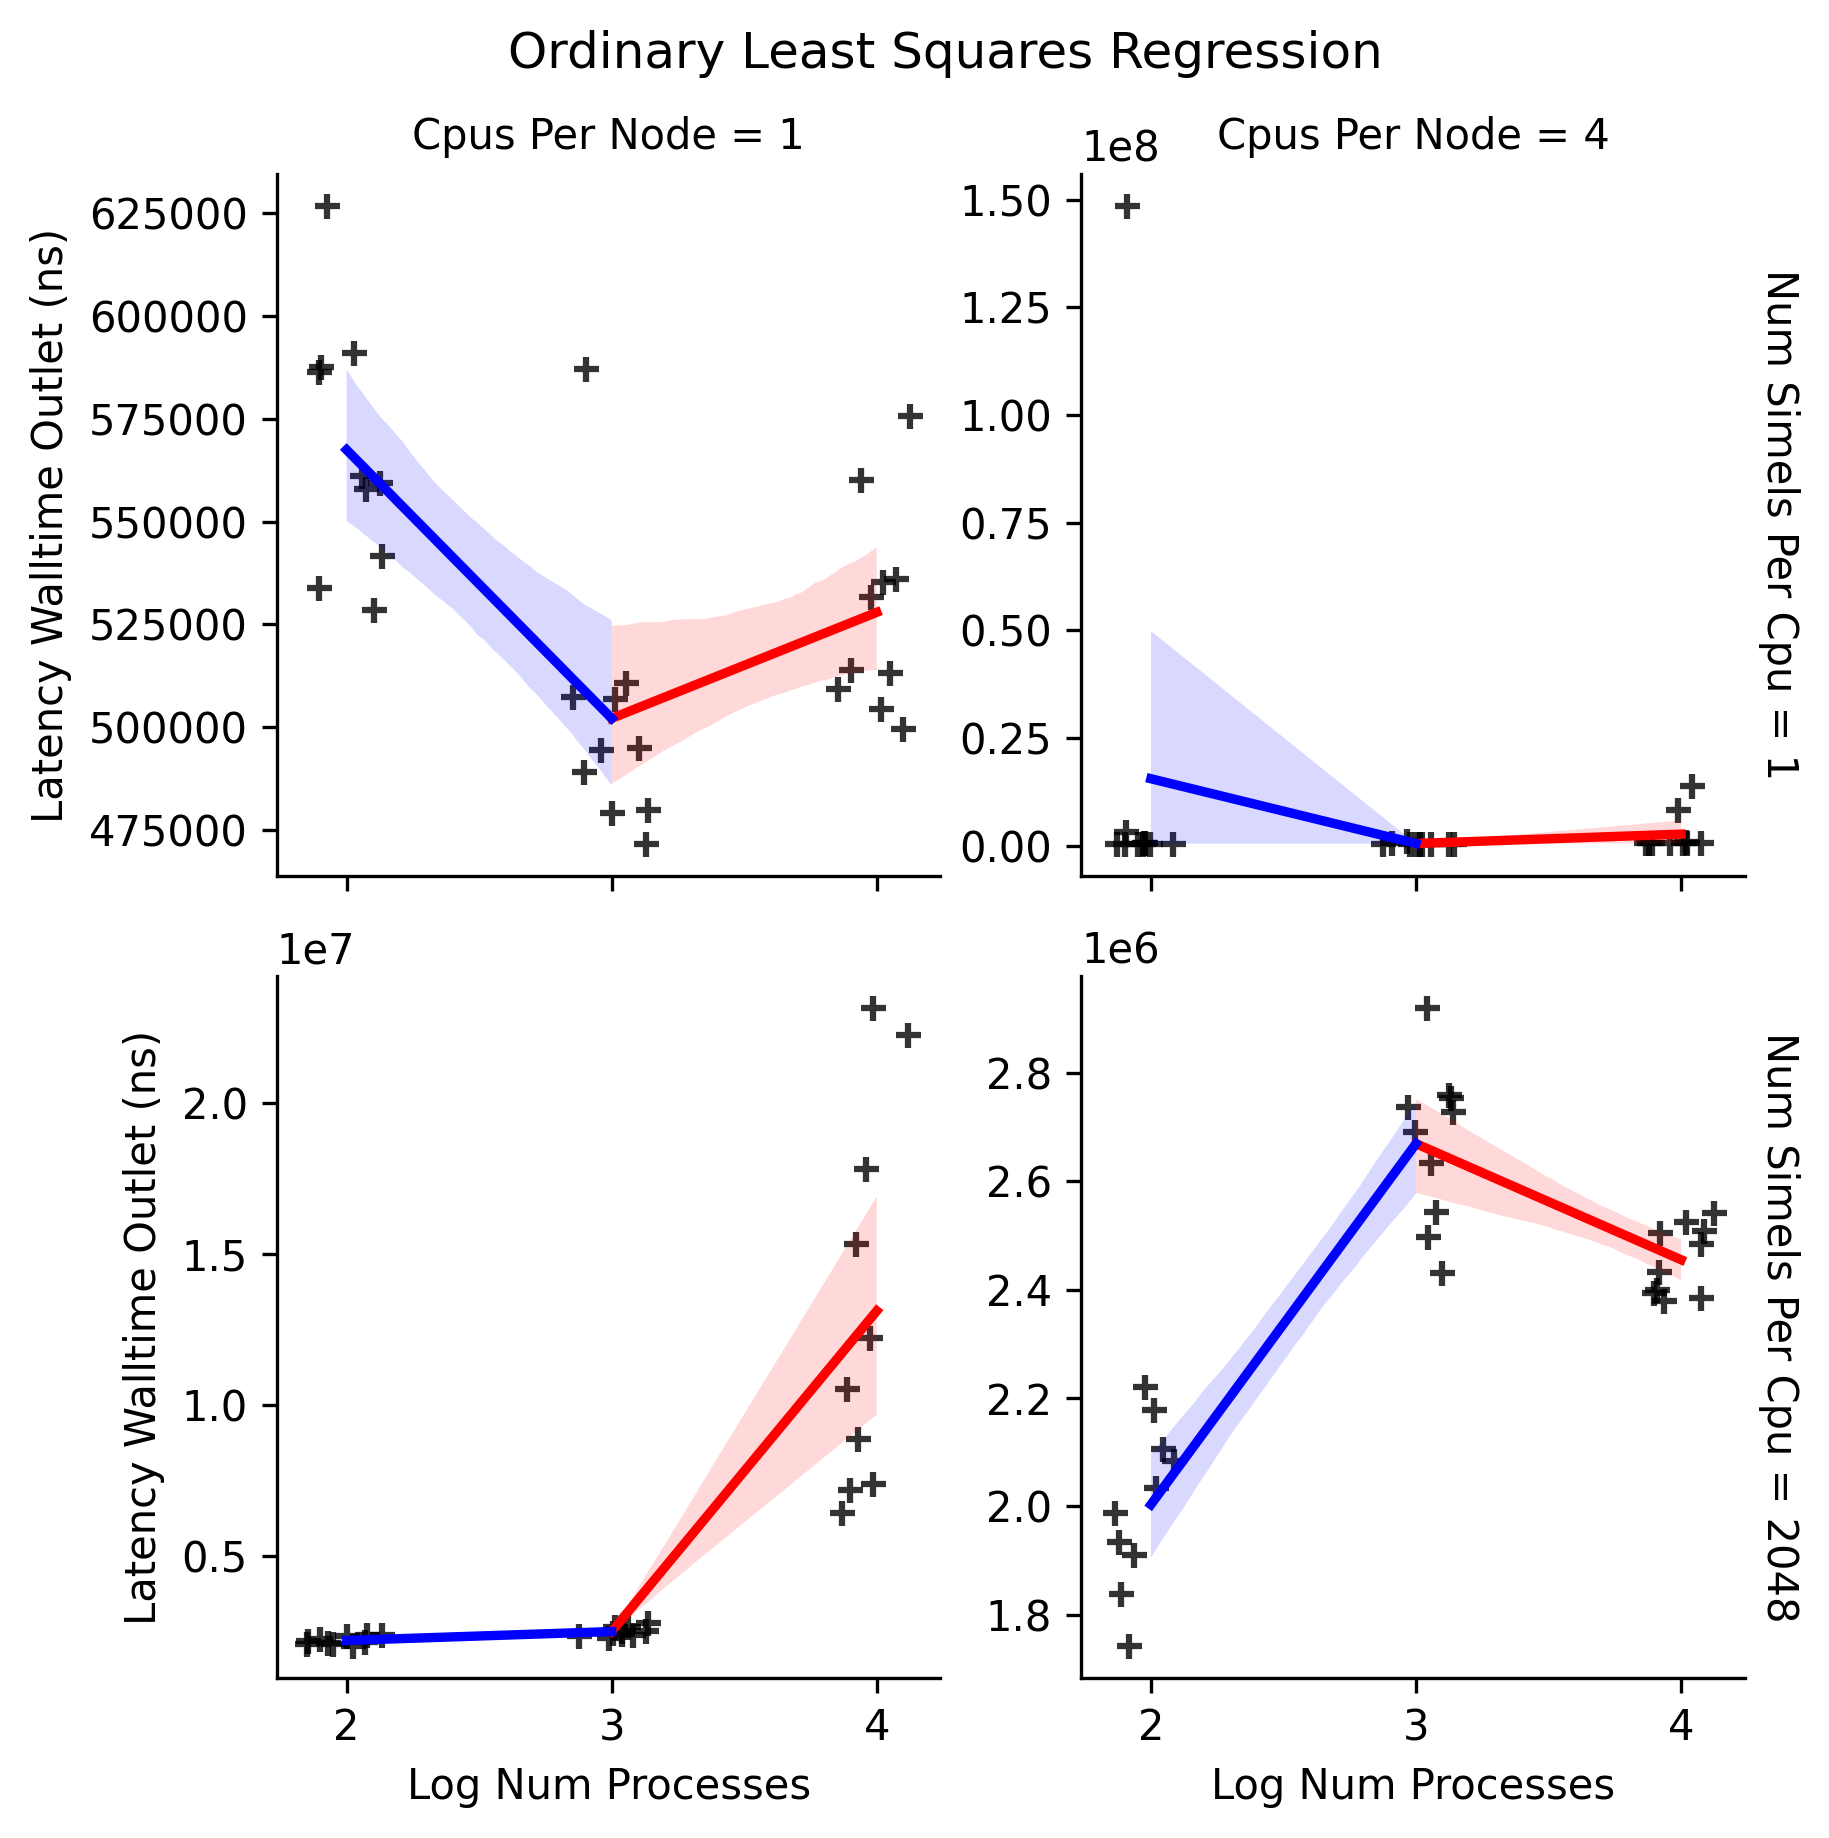 Ordinary Least Squares Regression
Cpus Per Node = 1
Cpus Per Node = 4
Latency Walltime Outlet (ns)
625000
600000
575000
550000
525000
500000
475000
1e8
1.50
1.25
1.00
0.75
0.50
0.25
0.00
Num Simels Per Cpu = 1
Latency Walltime Outlet (ns)
1e7
2.0
1.5
1.0
0.5
2
3
4
Log Num Processes
1e6
2.8
2.6
2.4
2.2
2.0
1.8
2
3
4
Log Num Processes
Num Simels Per Cpu = 2048